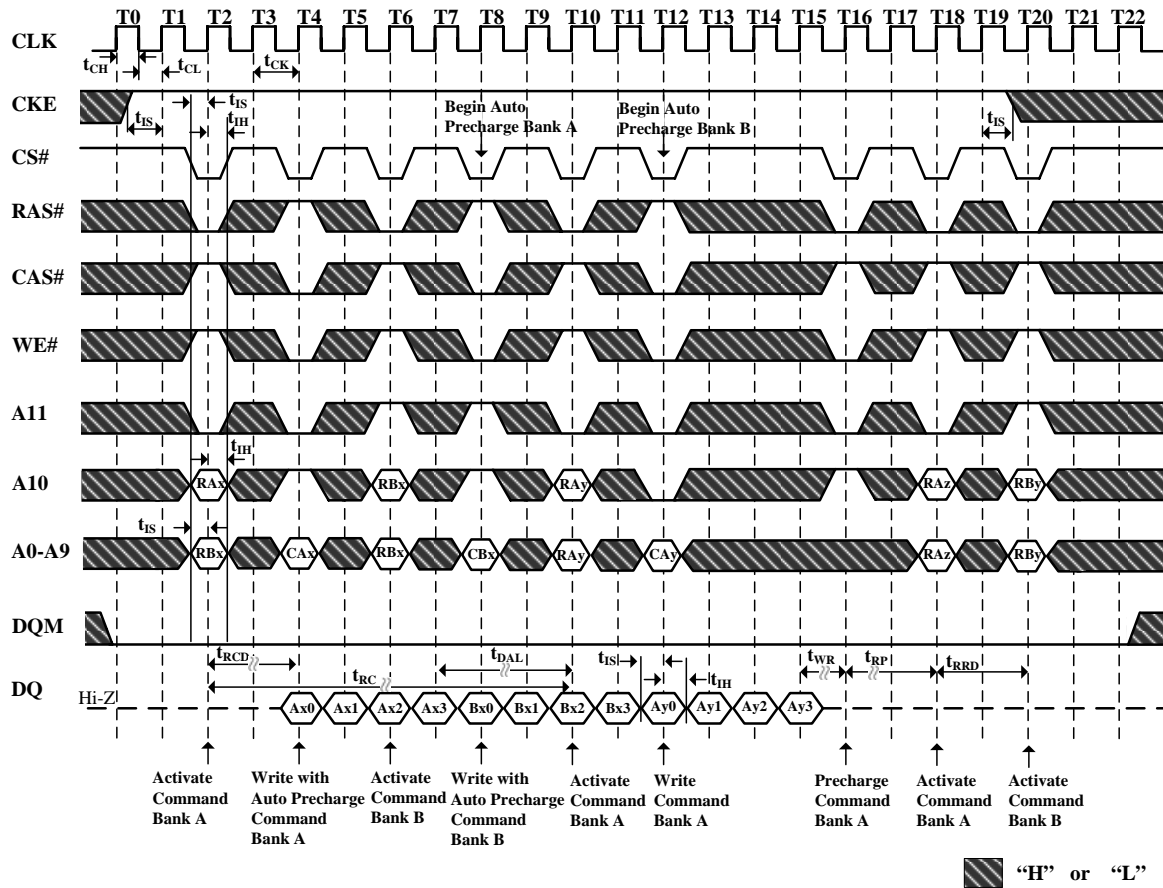 T0 T1 T2 T3 T4 T5 T6 T7 T8 T9 T10 T11 T12 T13 T14 T15 T16 T17 T18 T19 T20 T21 T22
CLK
tCH tCL tCK
CKE
tIS tIS tIH tIS
Begin Auto
Precharge Bank A
Begin Auto
Precharge Bank B
CS#
RAS#
CAS#
WE#
A11
tIH
A10
RAx RBx RAy RAz RBy
tIS
A0-A9
RBx CAx RBx CBx RAy CAy RAz RBy
DQM
tRCD tDAL tIS tWR tRP tRRD
tRC tIH
DQ
Hi-Z
Ax0 Ax1 Ax2 Ax3 Bx0 Bx1 Bx2 Bx3 Ay0 Ay1 Ay2 Ay3
Activate
Command
Bank A
Write with
Auto Precharge
Command
Bank A
Activate
Command
Bank B
Write with
Auto Precharge
Command
Bank B
Activate
Command
Bank A
Write
Command
Bank A
Precharge
Command
Bank A
Activate
Command
Bank A
Activate
Command
Bank B
“H” or “L”